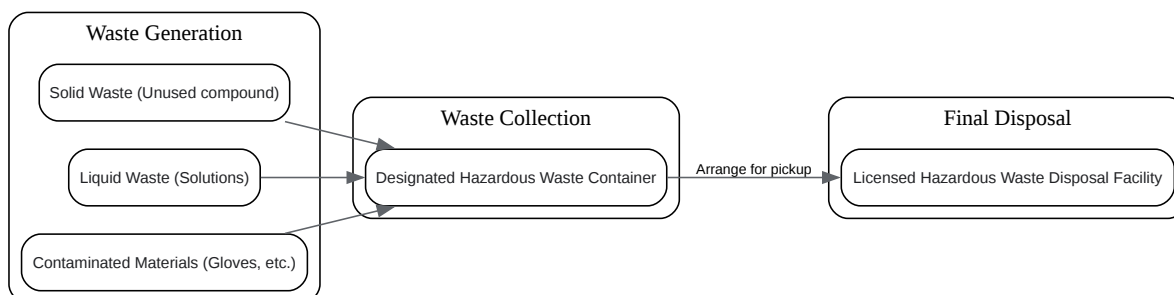 Waste Generation
Solid Waste (Unused compound)
Liquid Waste (Solutions)
Contaminated Materials (Gloves, etc.)
Waste Collection
Designated Hazardous Waste Container
Arrange for pickup
Final Disposal
Licensed Hazardous Waste Disposal Facility